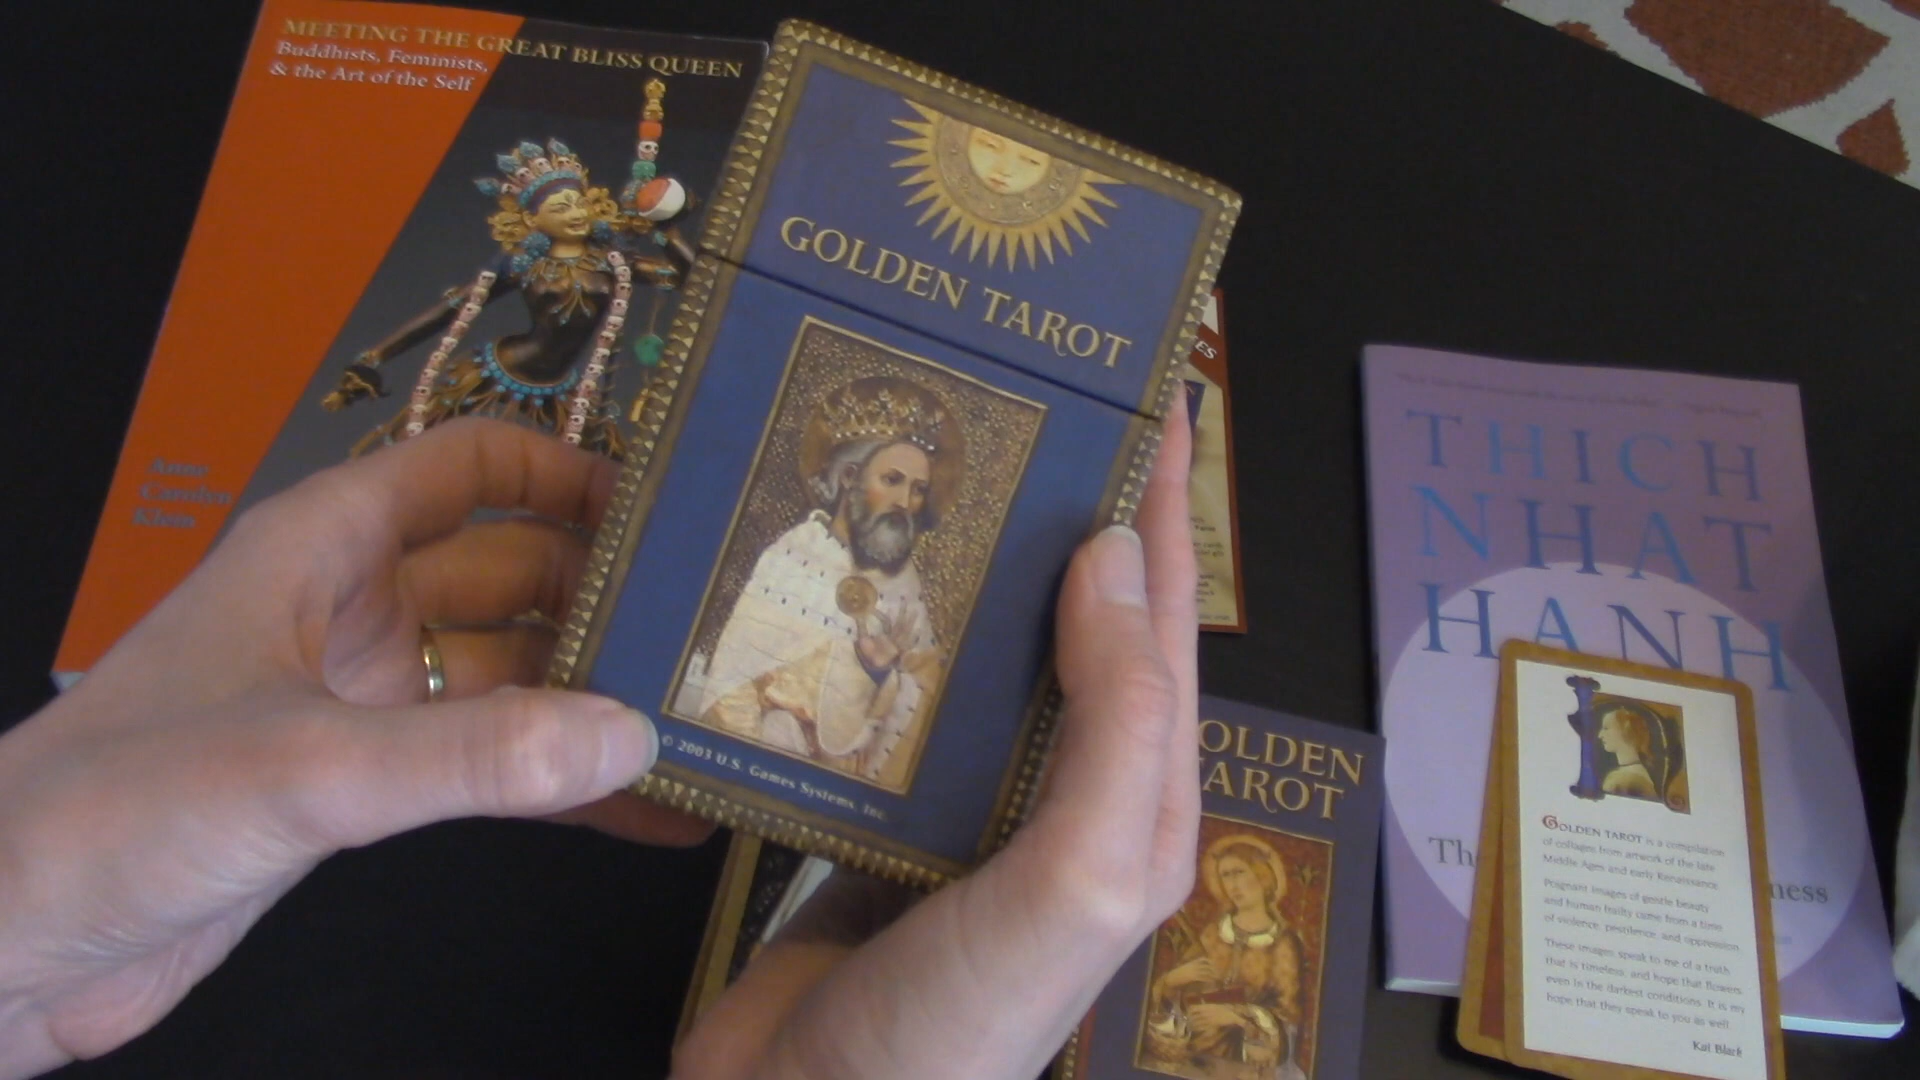 MEETING THE GREAT BLISS QUEEN
Buddhists, Feminists,
& the Art of the Self
Anne
Carolyn
Klein
GOLDEN TAROT
© 2003 U.S. Games Systems, Inc.
THICH
NHAT
HANH
OLDEN
TAROT
GOLDEN TAROT is a compilation
of collages from artwork of the late
Middle Ages and early Renaissance
Poignant images of gentle beauty
and human frailty came from a time
of violence, pestilence, and oppression.
These images speak to me of a truth
that is timeless, and hope that flowers
even in the darkest conditions. It is my
hope that they speak to you as well.
Kat Black